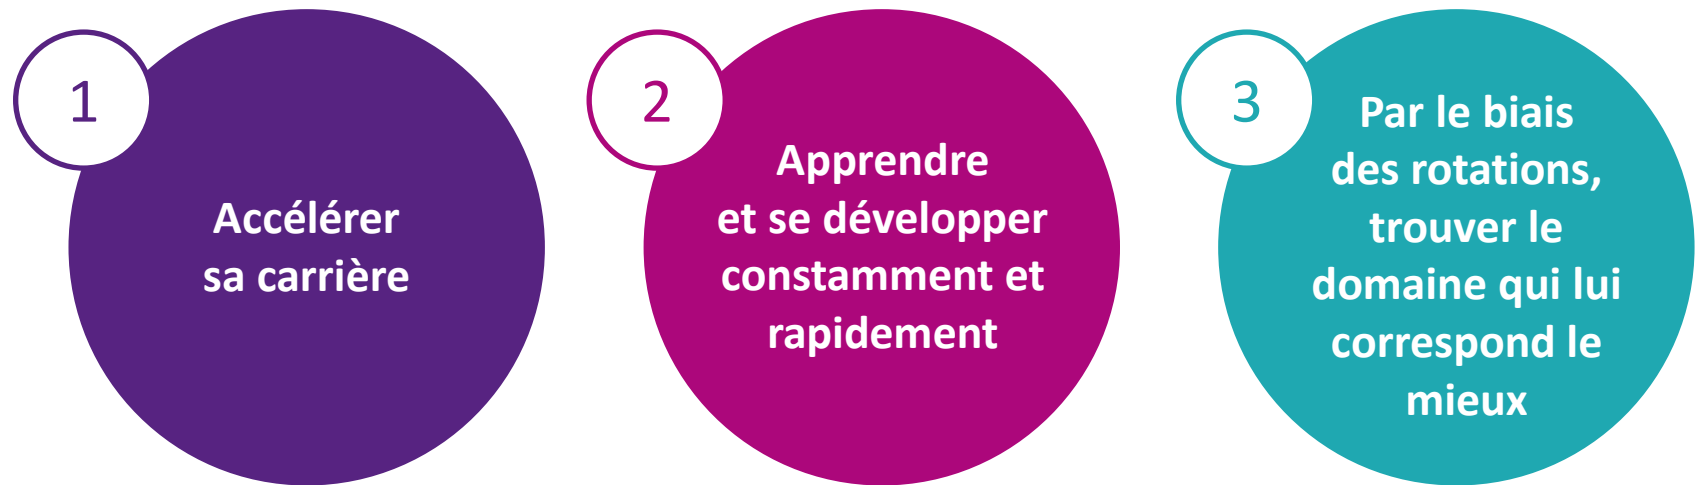 1
Accélérer
sa carrière
2
Apprendre
et se développer
constamment et
rapidement
3
Par le biais
des rotations,
trouver le
domaine qui lui
correspond le
mieux